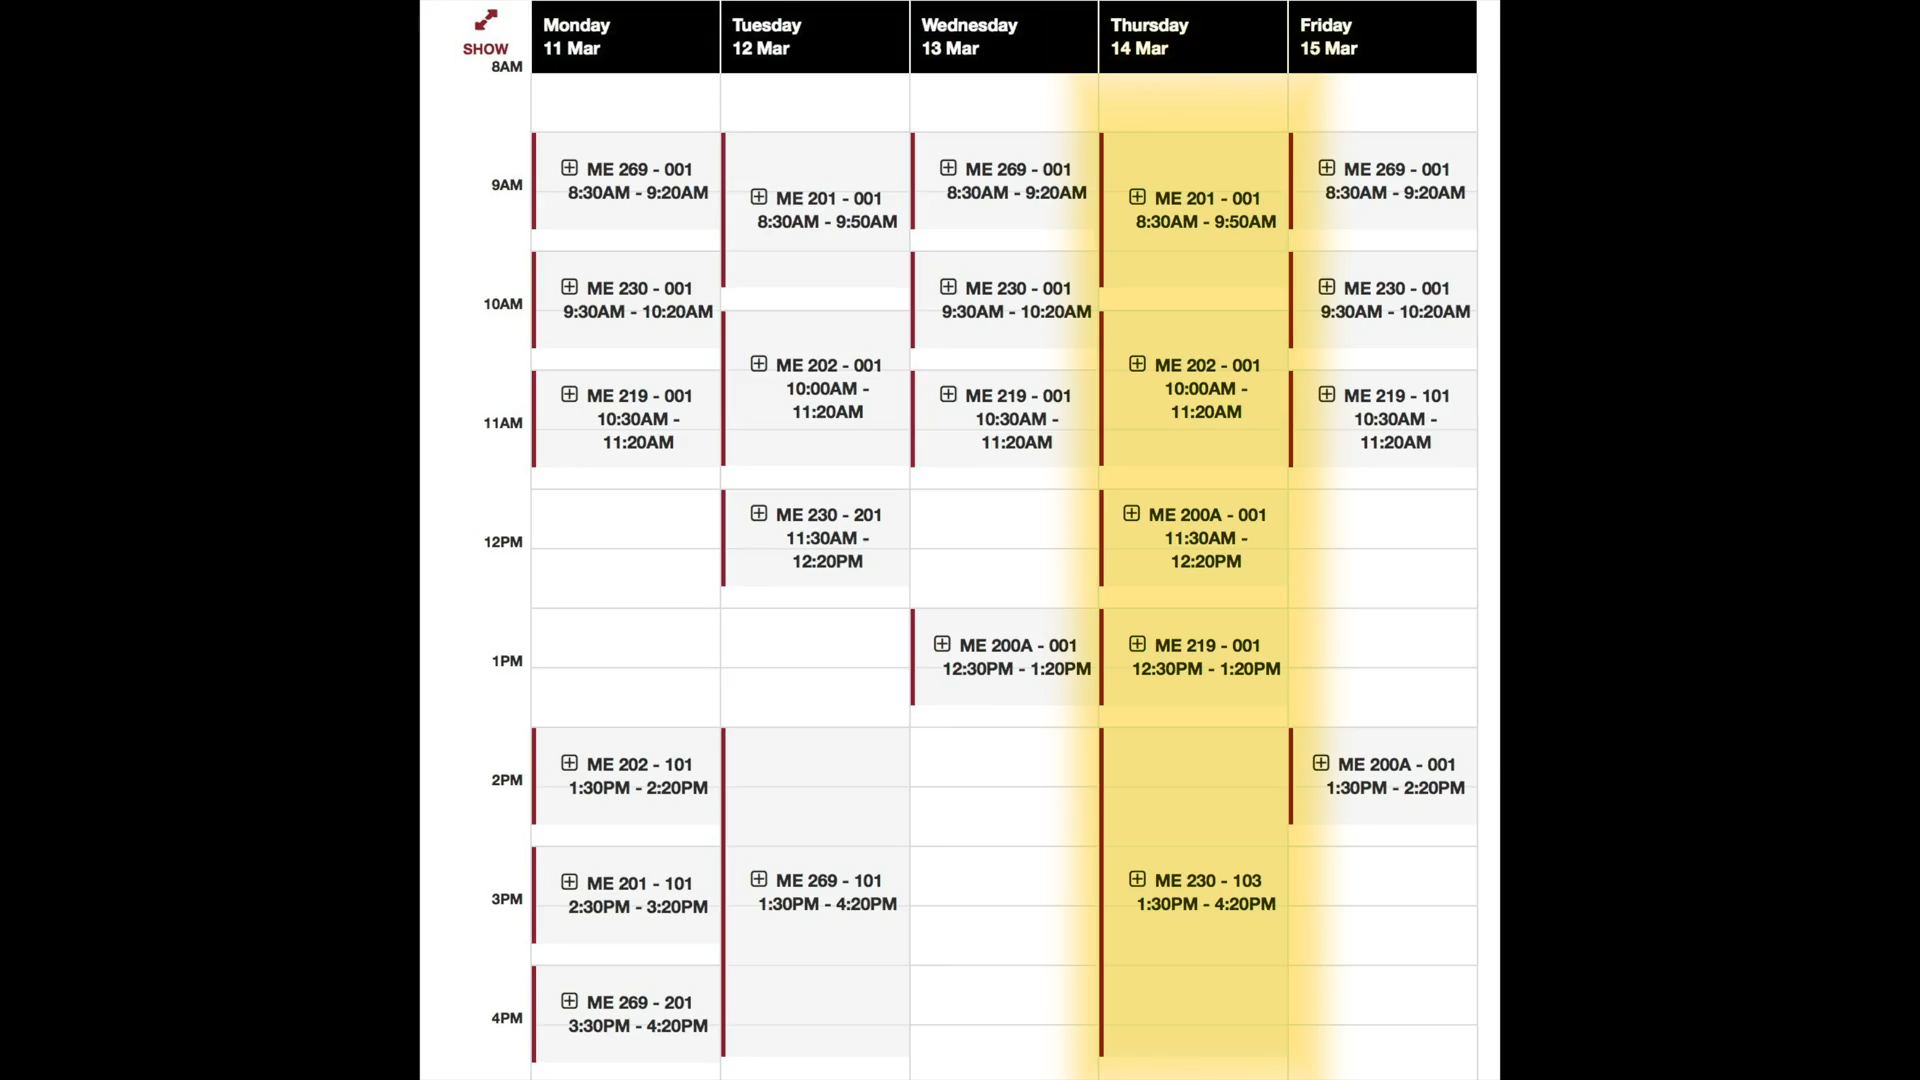 SHOW
Monday
11 Mar
Tuesday
12 Mar
Wednesday
13 Mar
Thursday
14 Mar
Friday
15 Mar
8AM
9AM
10AM
11AM
12PM
1PM
2PM
3PM
4PM
ME 269 - 001
8:30AM - 9:20AM
ME 230 - 001
9:30AM - 10:20AM
ME 219 - 001
10:30AM -
11:20AM
ME 202 - 101
1:30PM - 2:20PM
ME 201 - 101
2:30PM - 3:20PM
ME 269 - 201
3:30PM - 4:20PM
ME 201 - 001
8:30AM - 9:50AM
ME 202 - 001
10:00AM -
11:20AM
ME 230 - 201
11:30AM -
12:20PM
ME 269 - 101
1:30PM - 4:20PM
ME 269 - 001
8:30AM - 9:20AM
ME 230 - 001
9:30AM - 10:20AM
ME 219 - 001
10:30AM -
11:20AM
ME 200A - 001
12:30PM - 1:20PM
ME 201 - 001
8:30AM - 9:50AM
ME 202 - 001
10:00AM -
11:20AM
ME 200A - 001
11:30AM -
12:20PM
ME 219 - 001
12:30PM - 1:20PM
ME 230 - 103
1:30PM - 4:20PM
ME 269 - 001
8:30AM - 9:20AM
ME 230 - 001
9:30AM - 10:20AM
ME 219 - 101
10:30AM -
11:20AM
ME 200A - 001
1:30PM - 2:20PM